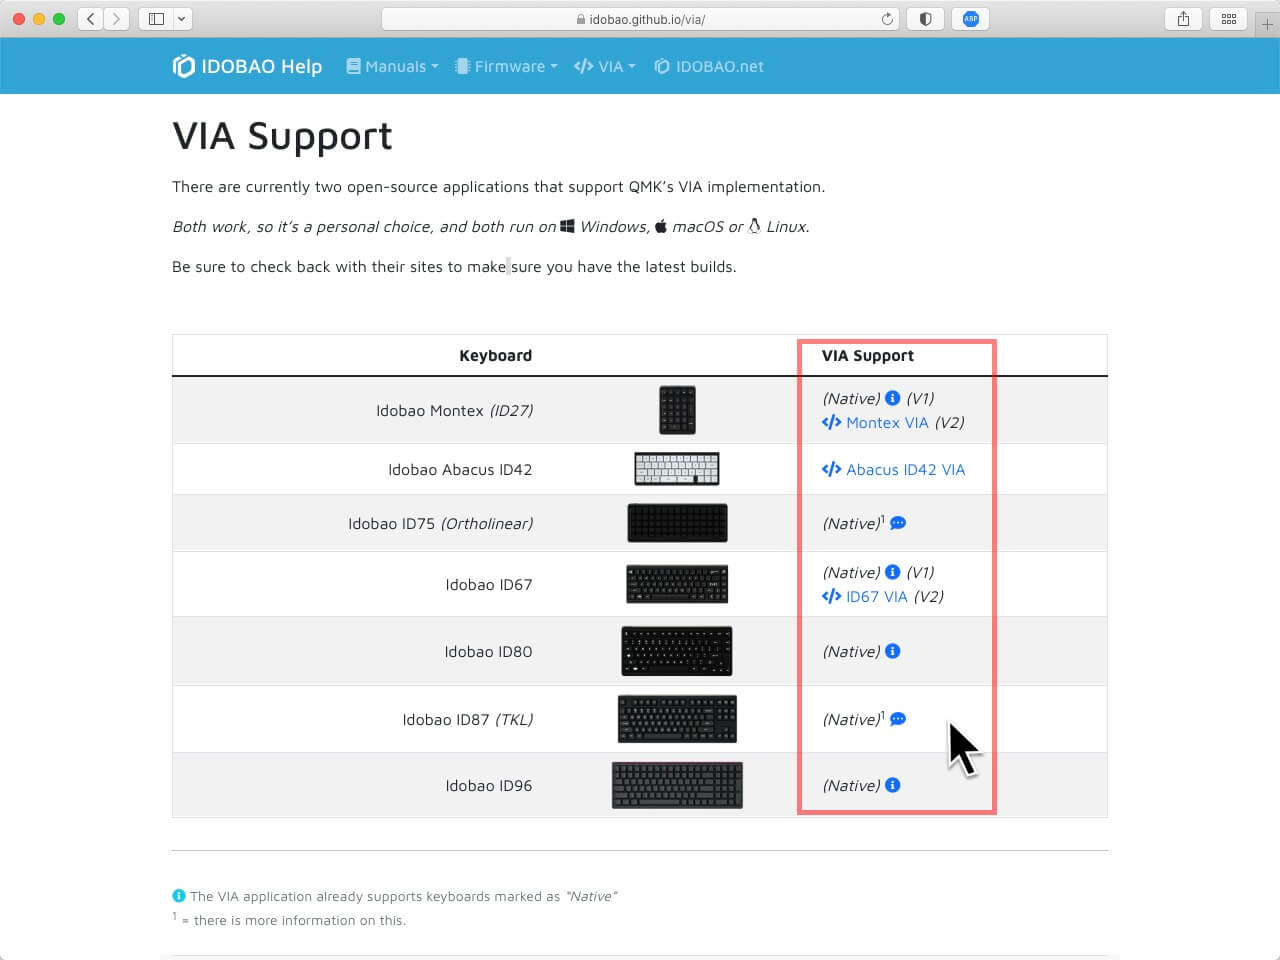 idobao.github.io/via/
ABP
IDOBAO Help Manuals Firmware VIA IDOBAO.net
VIA Support
There are currently two open-source applications that support QMK’s VIA implementation.
Both work, so it’s a personal choice, and both run on Windows, macOS or Linux.
Be sure to check back with their sites to make sure you have the latest builds.
Keyboard VIA Support
Idobao Montex (ID27) (Native) (V1)
Montex VIA (V2)
Idobao Abacus ID42 Abacus ID42 VIA
Idobao ID75 (Ortholinear) (Native)1
Idobao ID67 (Native) (V1)
ID67 VIA (V2)
Idobao ID80 (Native)
Idobao ID87 (TKL) (Native)1
Idobao ID96 (Native)
The VIA application already supports keyboards marked as “Native”
1 = there is more information on this.